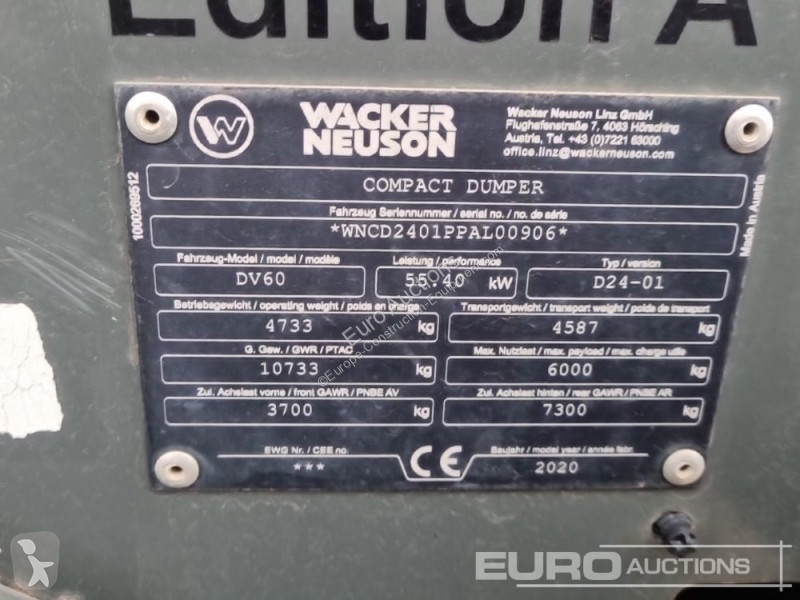 Edition A
W
WACKER
NEUSON
Wacker Neuson Linz GmbH
Flughafenstraße 7, 4063 Hörsching
Austria, Tel. +43 (0)7221 63000
office.linz@wackerneuson.com
1000289512
Made in Austria
COMPACT DUMPER
Fahrzeug Seriennummer / serial no. / no. de série
*WNCD2401PPAL00906*
Fahrzeug-Model / model / modèle
DV60
Leistung / performance
55.40 kW
Typ / version
D24-01
Betriebsgewicht / operating weight / poids en charge
4733 kg
Transportgewicht / transport weight / poids de transport
4587 kg
G. Gew. / GWR / PTAC
10733 kg
Max. Nutzlast / max. payload / max. charge utile
6000 kg
Zul. Achslast vorne / front GAWR / PNBE AV
3700 kg
Zul. Achslast hinten / rear GAWR / PNBE AR
7300 kg
EWG Nr. / CEE no.
***
CE
Baujahr / model year / année fabr.
2020
EuroAuctions
©Europe-Construction-Equipment.com
EURO AUCTIONS